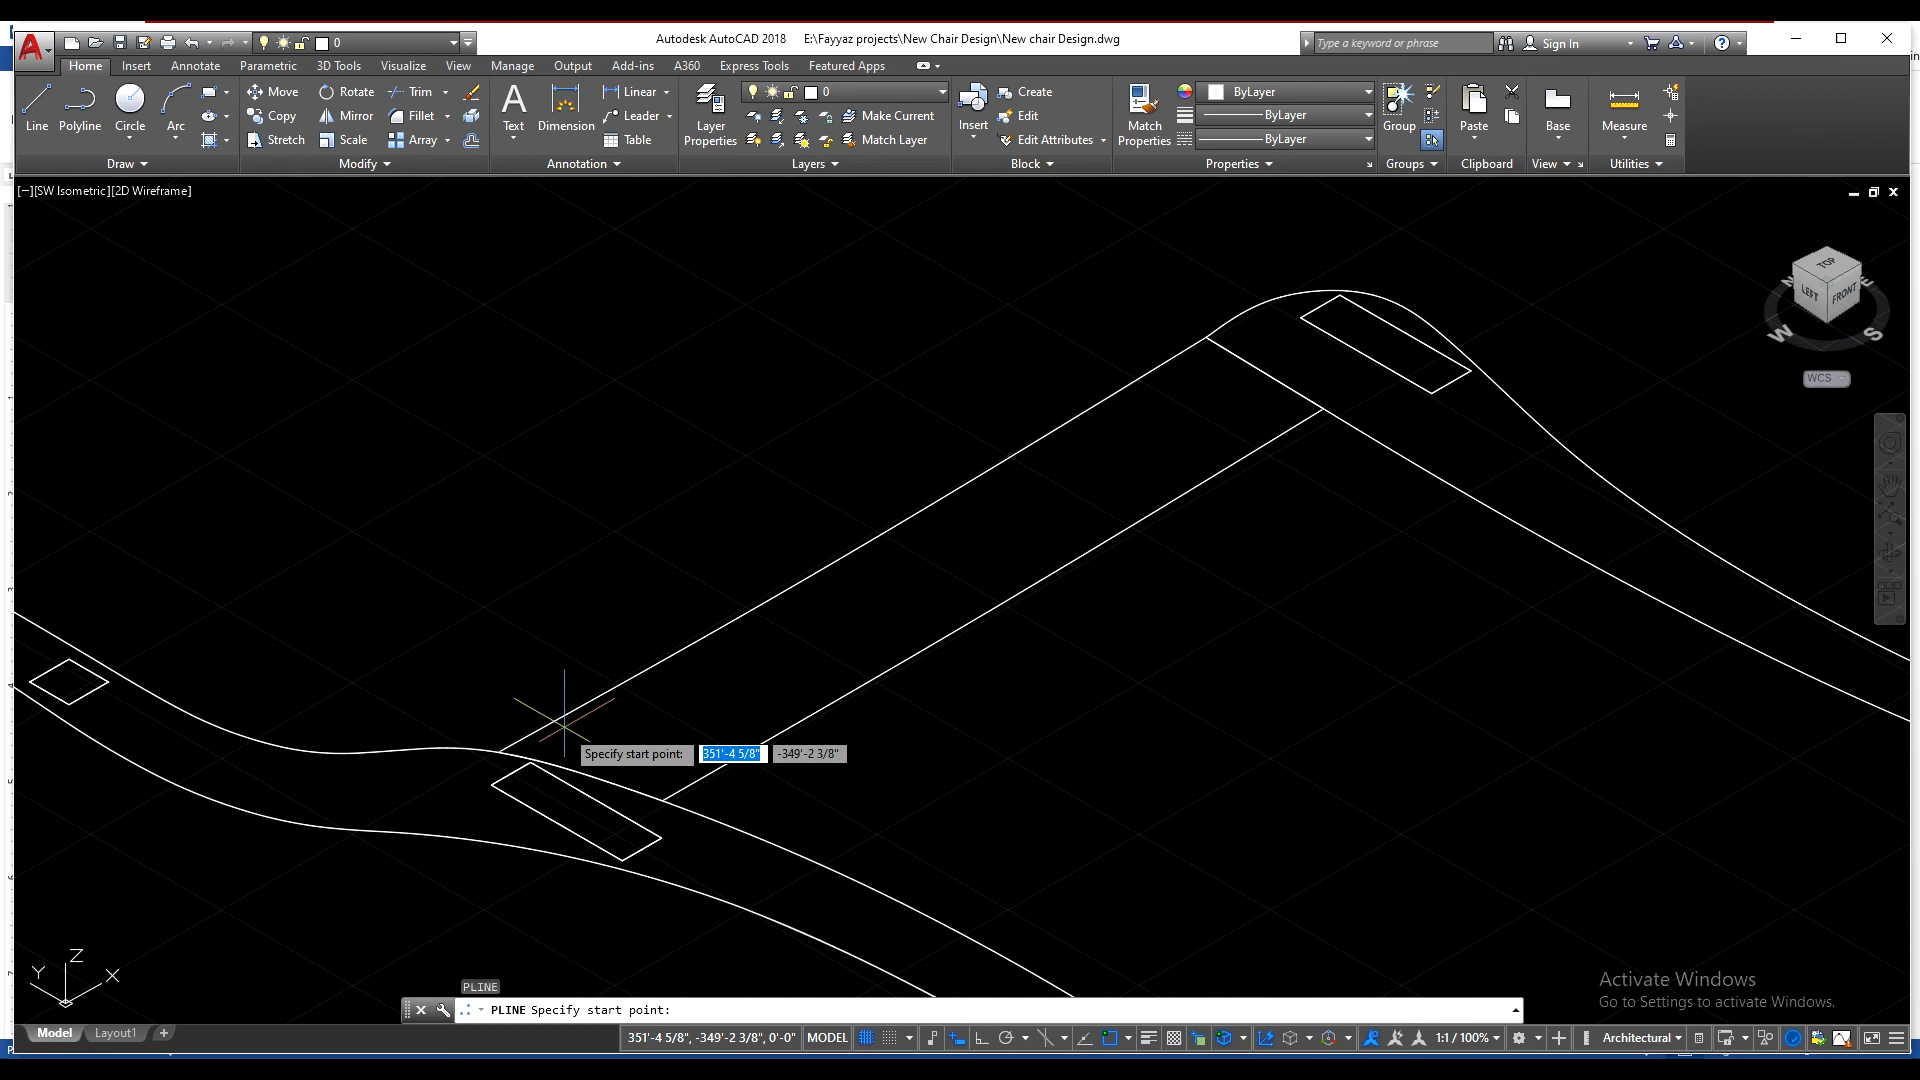 0
Autodesk AutoCAD 2018 E:\Fayyaz projects\New Chair Design\New chair Design.dwg
Type a keyword or phrase
Sign In
Home Insert Annotate Parametric 3D Tools Visualize View Manage Output Add-ins A360 Express Tools Featured Apps
Line Polyline Circle Arc
Move Rotate Trim
Copy Mirror Fillet
Stretch Scale Array
Text Dimension
Linear
Leader
Table
Layer Properties
0
Make Current
Match Layer
Insert
Create
Edit
Edit Attributes
Match Properties
ByLayer
ByLayer
ByLayer
Group
Paste
Base
Measure
Draw Modify Annotation Layers Block Properties Groups Clipboard View Utilities
[−][SW Isometric][2D Wireframe]
TOP
LEFT FRONT
W S
WCS
Specify start point: 351'-4 5/8" -349'-2 3/8"
Z
Y X
Activate Windows
Go to Settings to activate Windows.
PLINE
PLINE Specify start point:
Model Layout1 +
351'-4 5/8", -349'-2 3/8", 0'-0" MODEL 1:1 / 100% Architectural